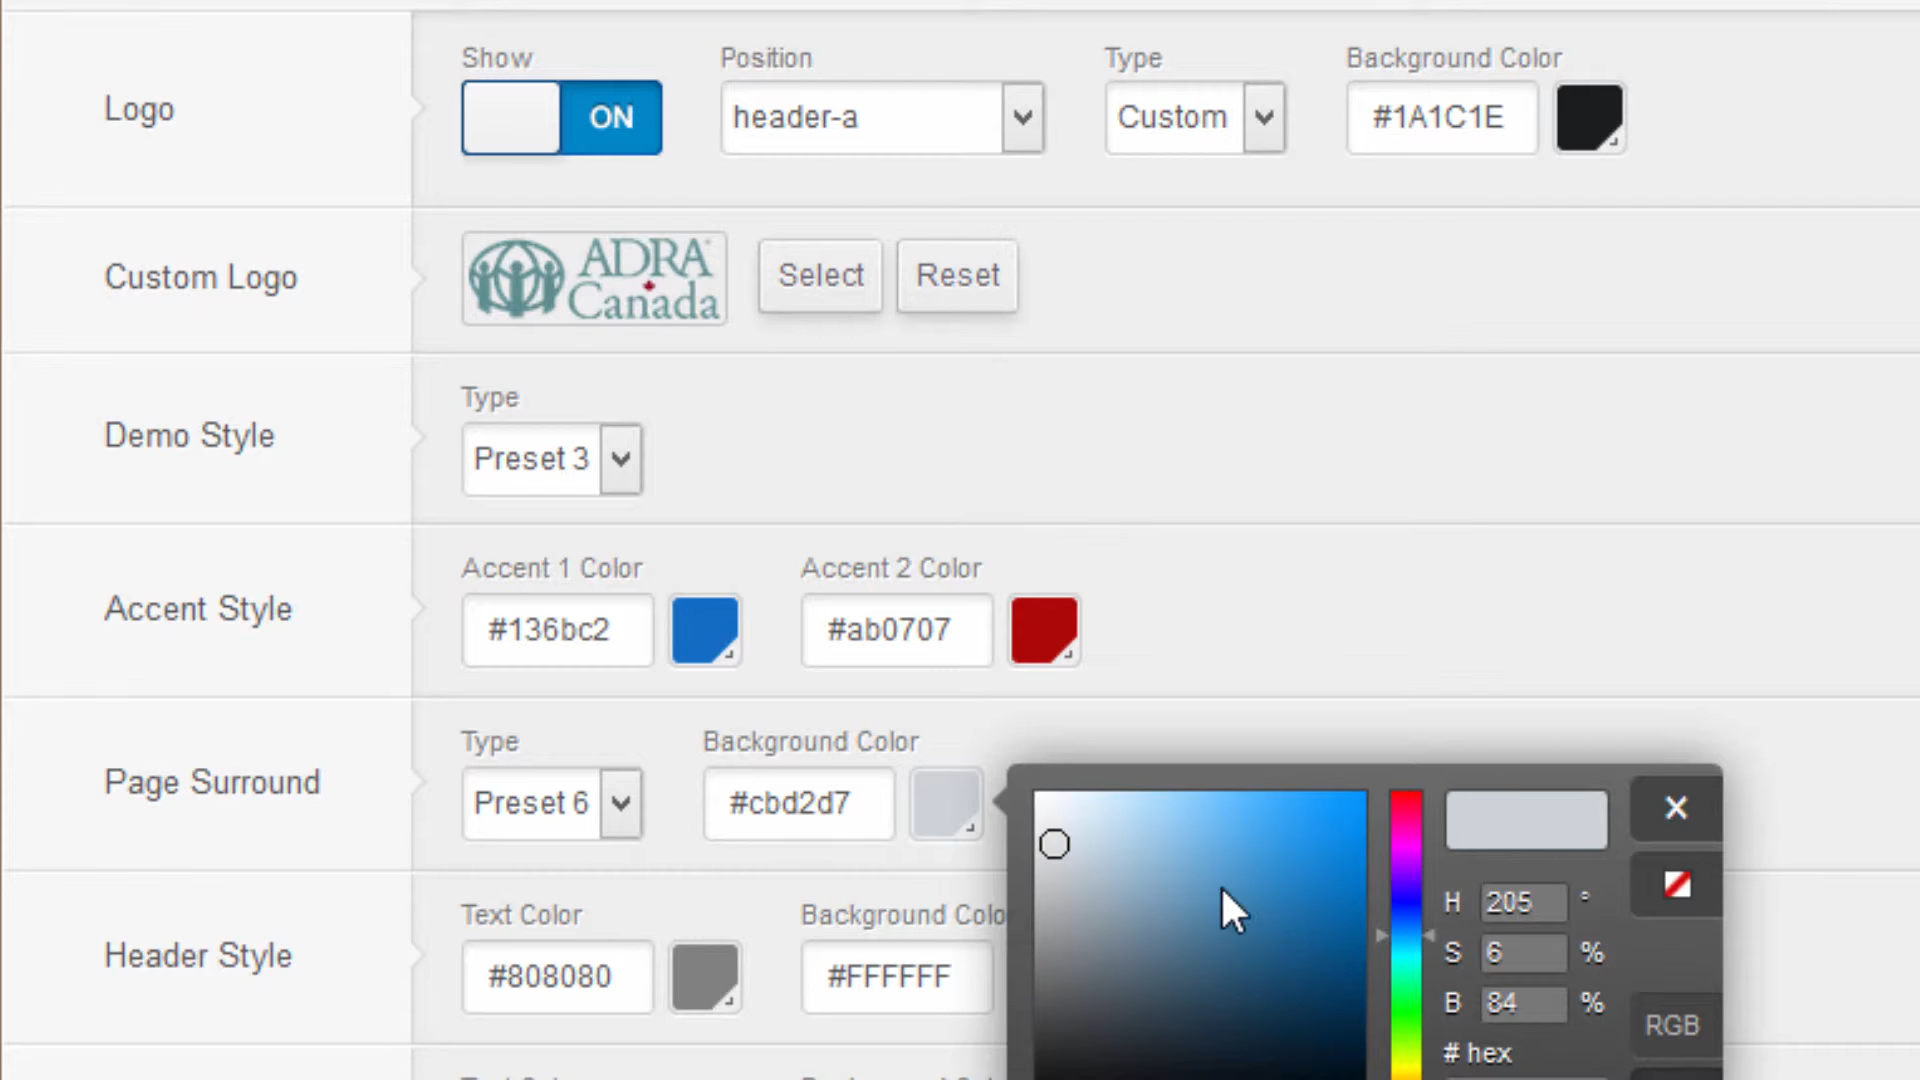 Logo
Show
ON
Position
header-a
Type
Custom
Background Color
#1A1C1E
Custom Logo
ADRA
Canada
Select
Reset
Demo Style
Type
Preset 3
Accent Style
Accent 1 Color
#136bc2
Accent 2 Color
#ab0707
Page Surround
Type
Preset 6
Background Color
#cbd2d7
Header Style
Text Color
#808080
Background Colo
#FFFFFF
H 205 °
S 6 %
B 84 %
# hex
RGB